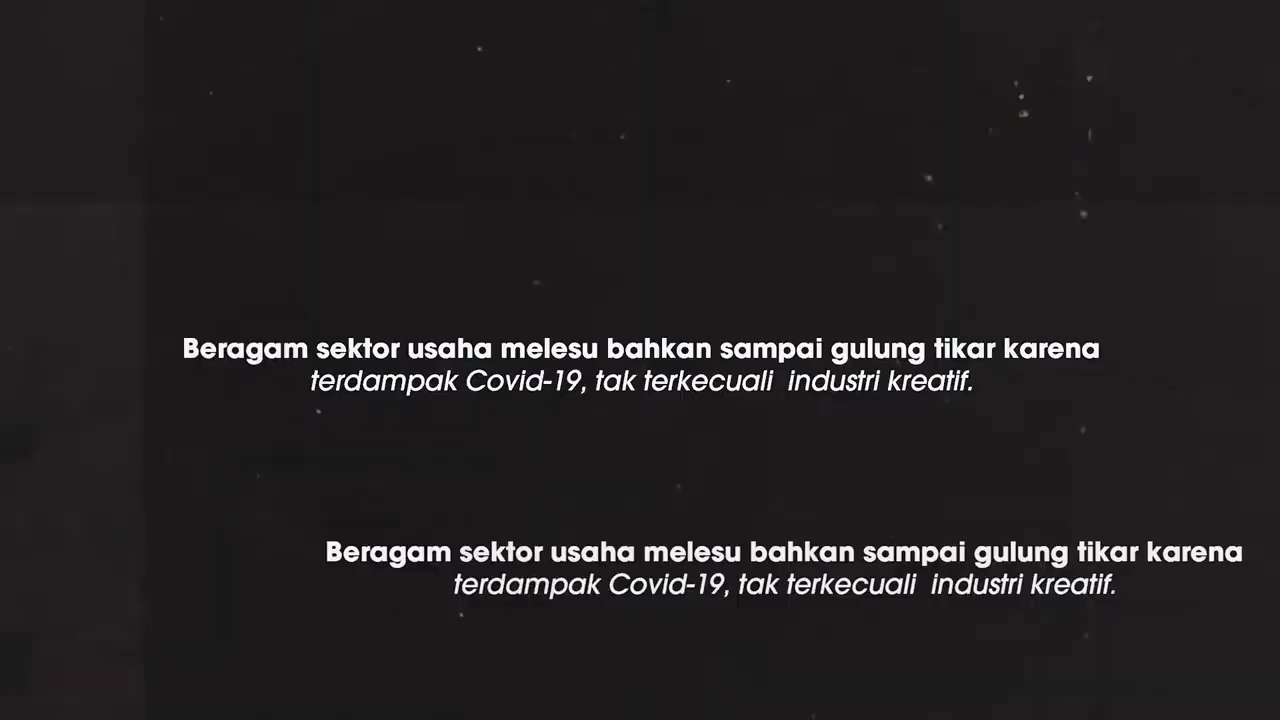 Beragam sektor usaha melesu bahkan sampai gulung tikar karena
terdampak Covid-19, tak terkecuali  industri kreatif.
Beragam sektor usaha melesu bahkan sampai gulung tikar karena
terdampak Covid-19, tak terkecuali  industri kreatif.